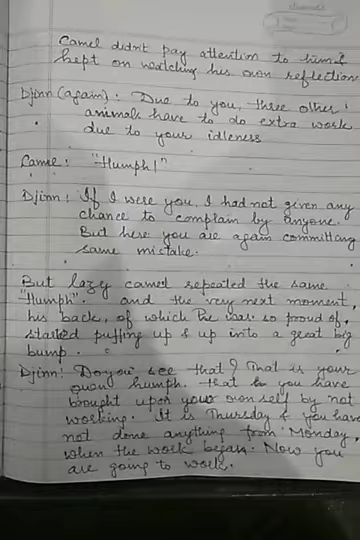 Camel didn't pay attention to him &
kept on watching his own reflection
Djinn (again): Due to you, three other
animals have to do extra work
due to your idleness
Camel: "Humph!"
Djinn: If I were you, I had not given any
chance to complain by anyone.
But here you are again committing
same mistake.
But lazy camel repeated the same
"Humph". and the very next moment,
his back, of which he was so proud of,
started puffing up & up into a great big
bump.
Djinn: Do you see that? That is your
own humph. that you have
brought upon your own self by not
working. It is Thursday & you have
not done anything from Monday,
when the work began. Now you
are going to work.